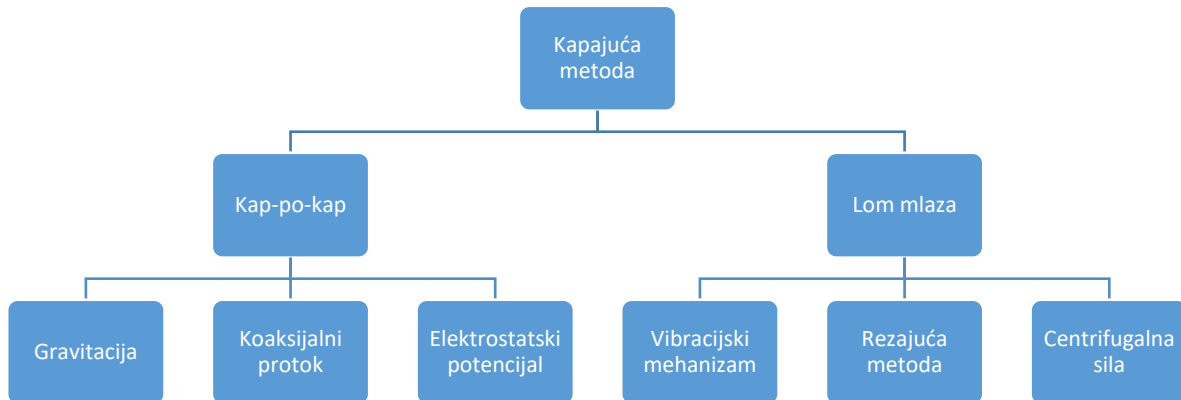 Kapajuća
metoda
Kap-po-kap
Lom mlaza
Gravitacija
Koaksijalni
protok
Elektrostatski
potencijal
Vibracijski
mehanizam
Rezajuća
metoda
Centrifugalna
sila